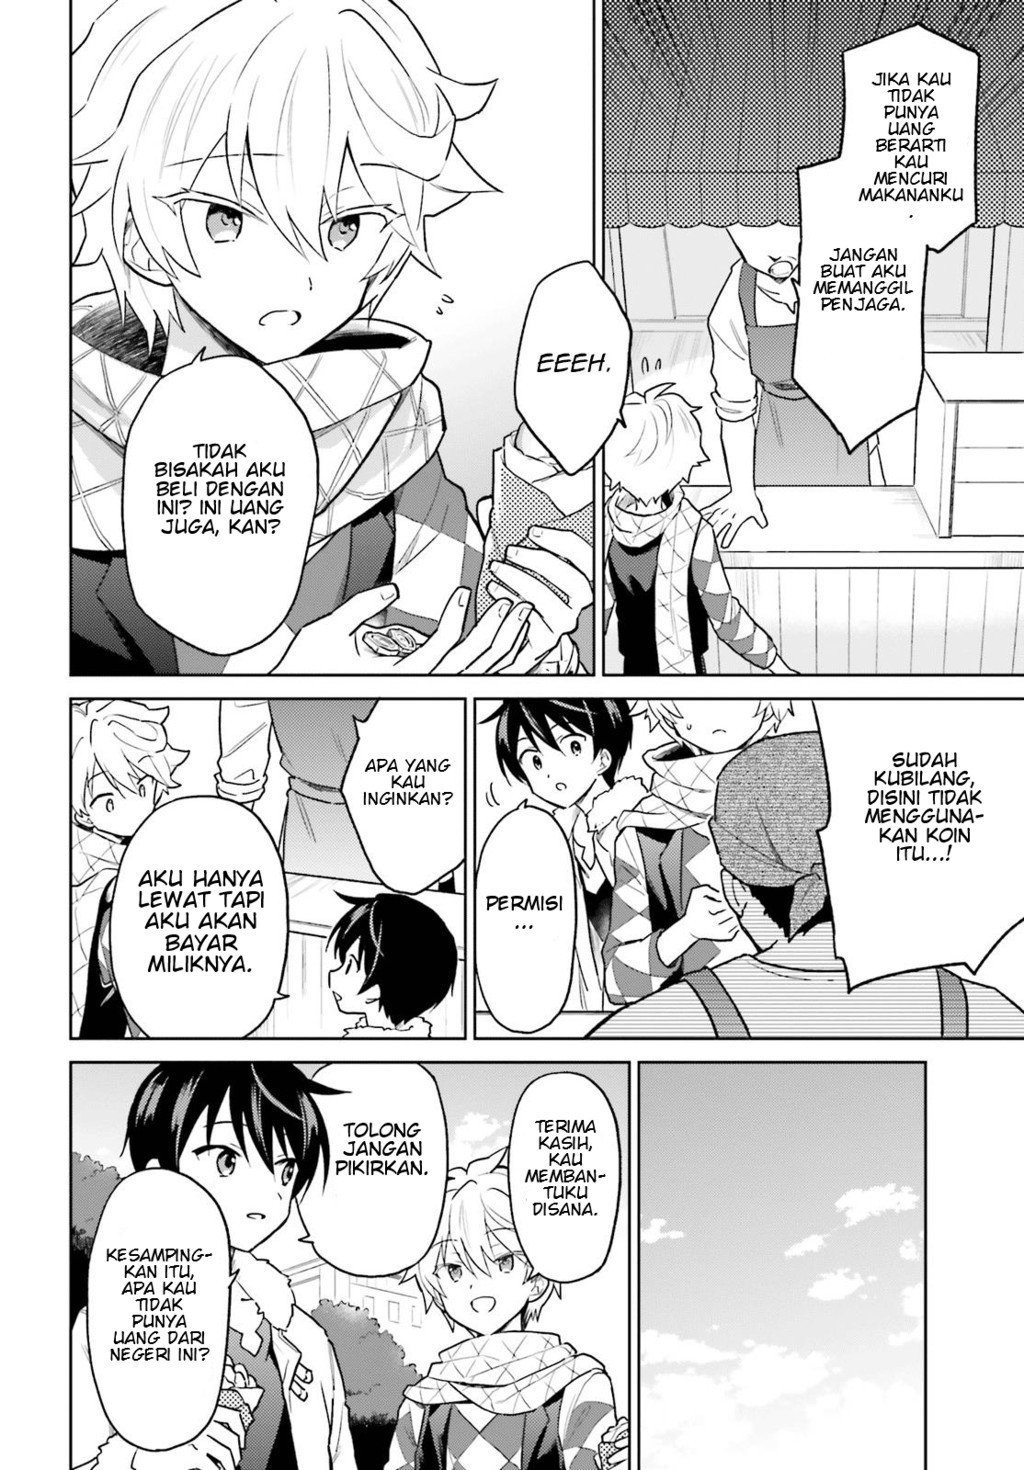 JIKA KAU
TIDAK
PUNYA
UANG
BERARTI
KAU
MENCURI
MAKANANKU
.
JANGAN
BUAT AKU
MEMANGGIL
PENJAGA.
EEEH.
TIDAK
BISAKAH AKU
BELI DENGAN
INI? INI UANG
JUGA, KAN?
SUDAH
KUBILANG,
DISINI TIDAK
MENGGUNA-
KAN KOIN
ITU...!
PERMISI
...
APA YANG
KAU
INGINKAN?
AKU HANYA
LEWAT TAPI
AKU AKAN
BAYAR
MILIKNYA.
TERIMA
KASIH,
KAU
MEMBAN-
TUKU
DISANA.
TOLONG
JANGAN
PIKIRKAN.
KESAMPING-
KAN ITU,
APA KAU
TIDAK
PUNYA
UANG DARI
NEGERI INI?